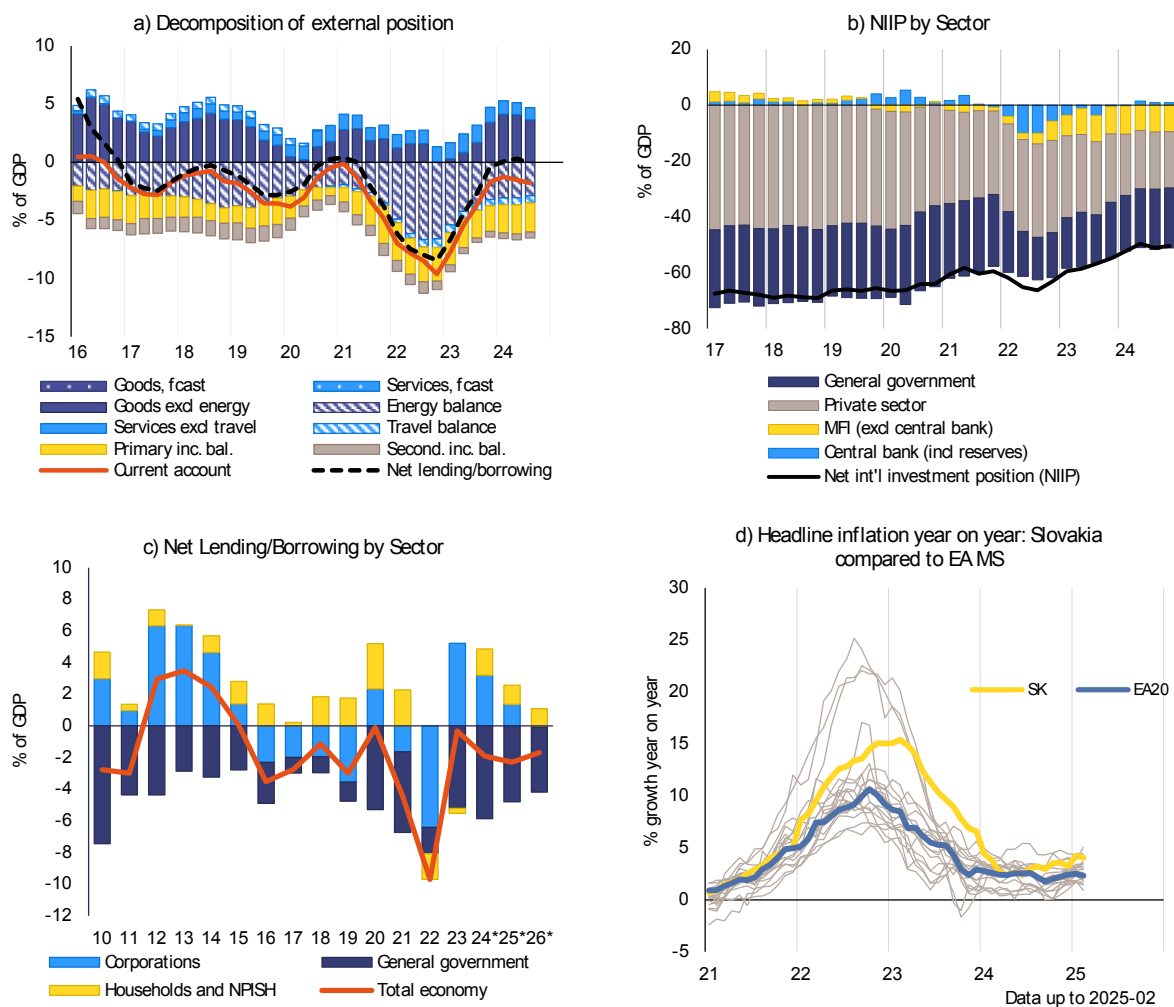 a) Decomposition of external position
% of GDP
10
5
0
-5
-10
-15
16 17 18 19 20 21 22 23 24
Goods, fcast
Services, fcast
Goods excl energy
Energy balance
Services excl travel
Travel balance
Primary inc. bal.
Second. inc. bal.
Current account
Net lending/borrowing
b) NIIP by Sector
% of GDP
20
0
-20
-40
-60
-80
17 18 19 20 21 22 23 24
General government
Private sector
MFI (excl central bank)
Central bank (incl reserves)
Net int'l investment position (NIIP)
c) Net Lending/Borrowing by Sector
% of GDP
10
8
6
4
2
0
-2
-4
-6
-8
-10
-12
10 11 12 13 14 15 16 17 18 19 20 21 22 23 24* 25* 26*
Corporations
General government
Households and NPISH
Total economy
d) Headline inflation year on year: Slovakia
compared to EA MS
% growth year on year
30
25
20
15
10
5
0
-5
SK
EA20
21 22 23 24 25
Data up to 2025-02